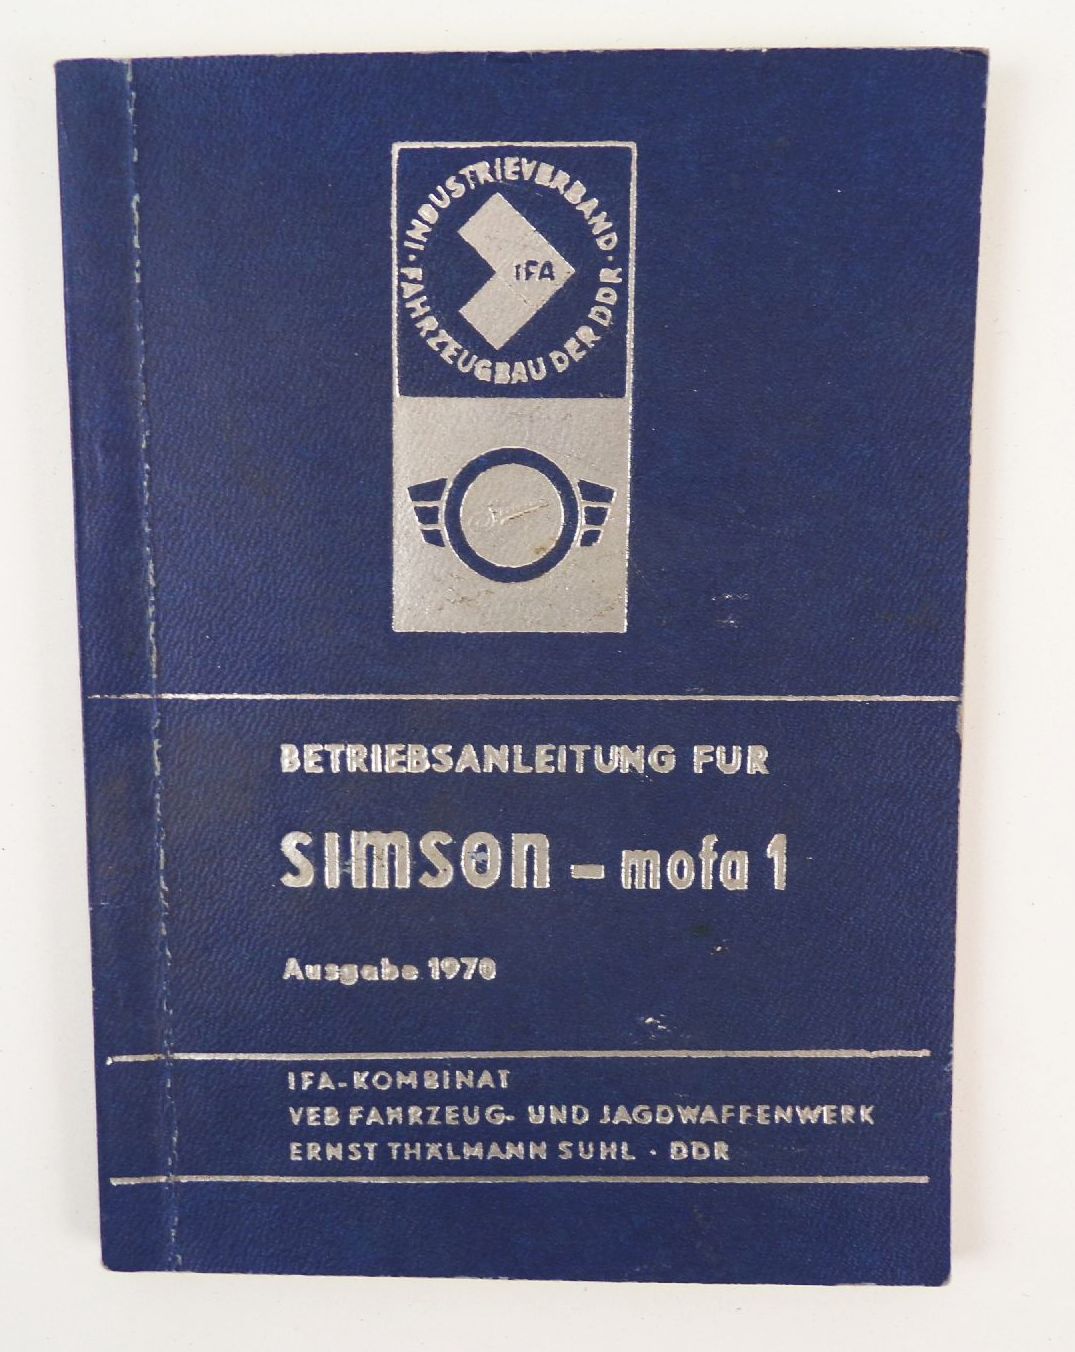 · INDUSTRIEVERBAND ·
FAHRZEUGBAU DER DDR
IFA
Simson
BETRIEBSANLEITUNG FUR
SIMSON – mofa 1
Ausgabe 1970
IFA-KOMBINAT
VEB FAHRZEUG- UND JAGDWAFFENWERK
ERNST THÄLMANN SUHL · DDR